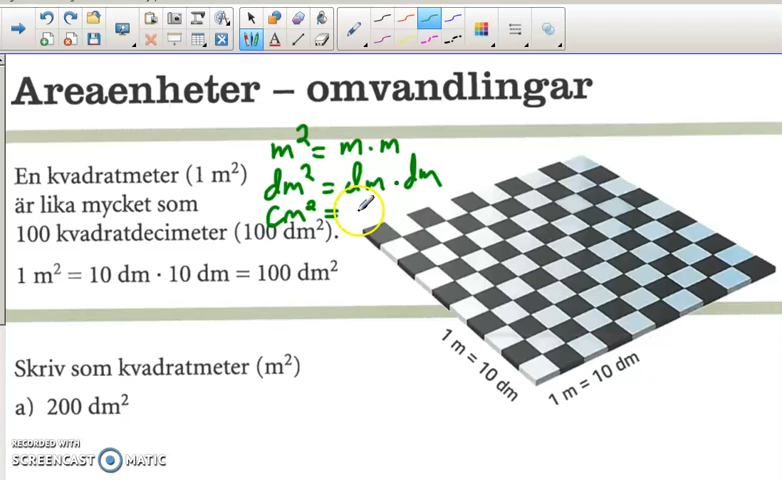 Areaenheter – omvandlingar
m² = m · m
En kvadratmeter (1 m²)
dm² = dm · dm
är lika mycket som
cm² =
100 kvadratdecimeter (100 dm²).
1 m² = 10 dm · 10 dm = 100 dm²
1 m = 10 dm
1 m = 10 dm
Skriv som kvadratmeter (m²)
a) 200 dm²
RECORDED WITH
SCREENCAST MATIC